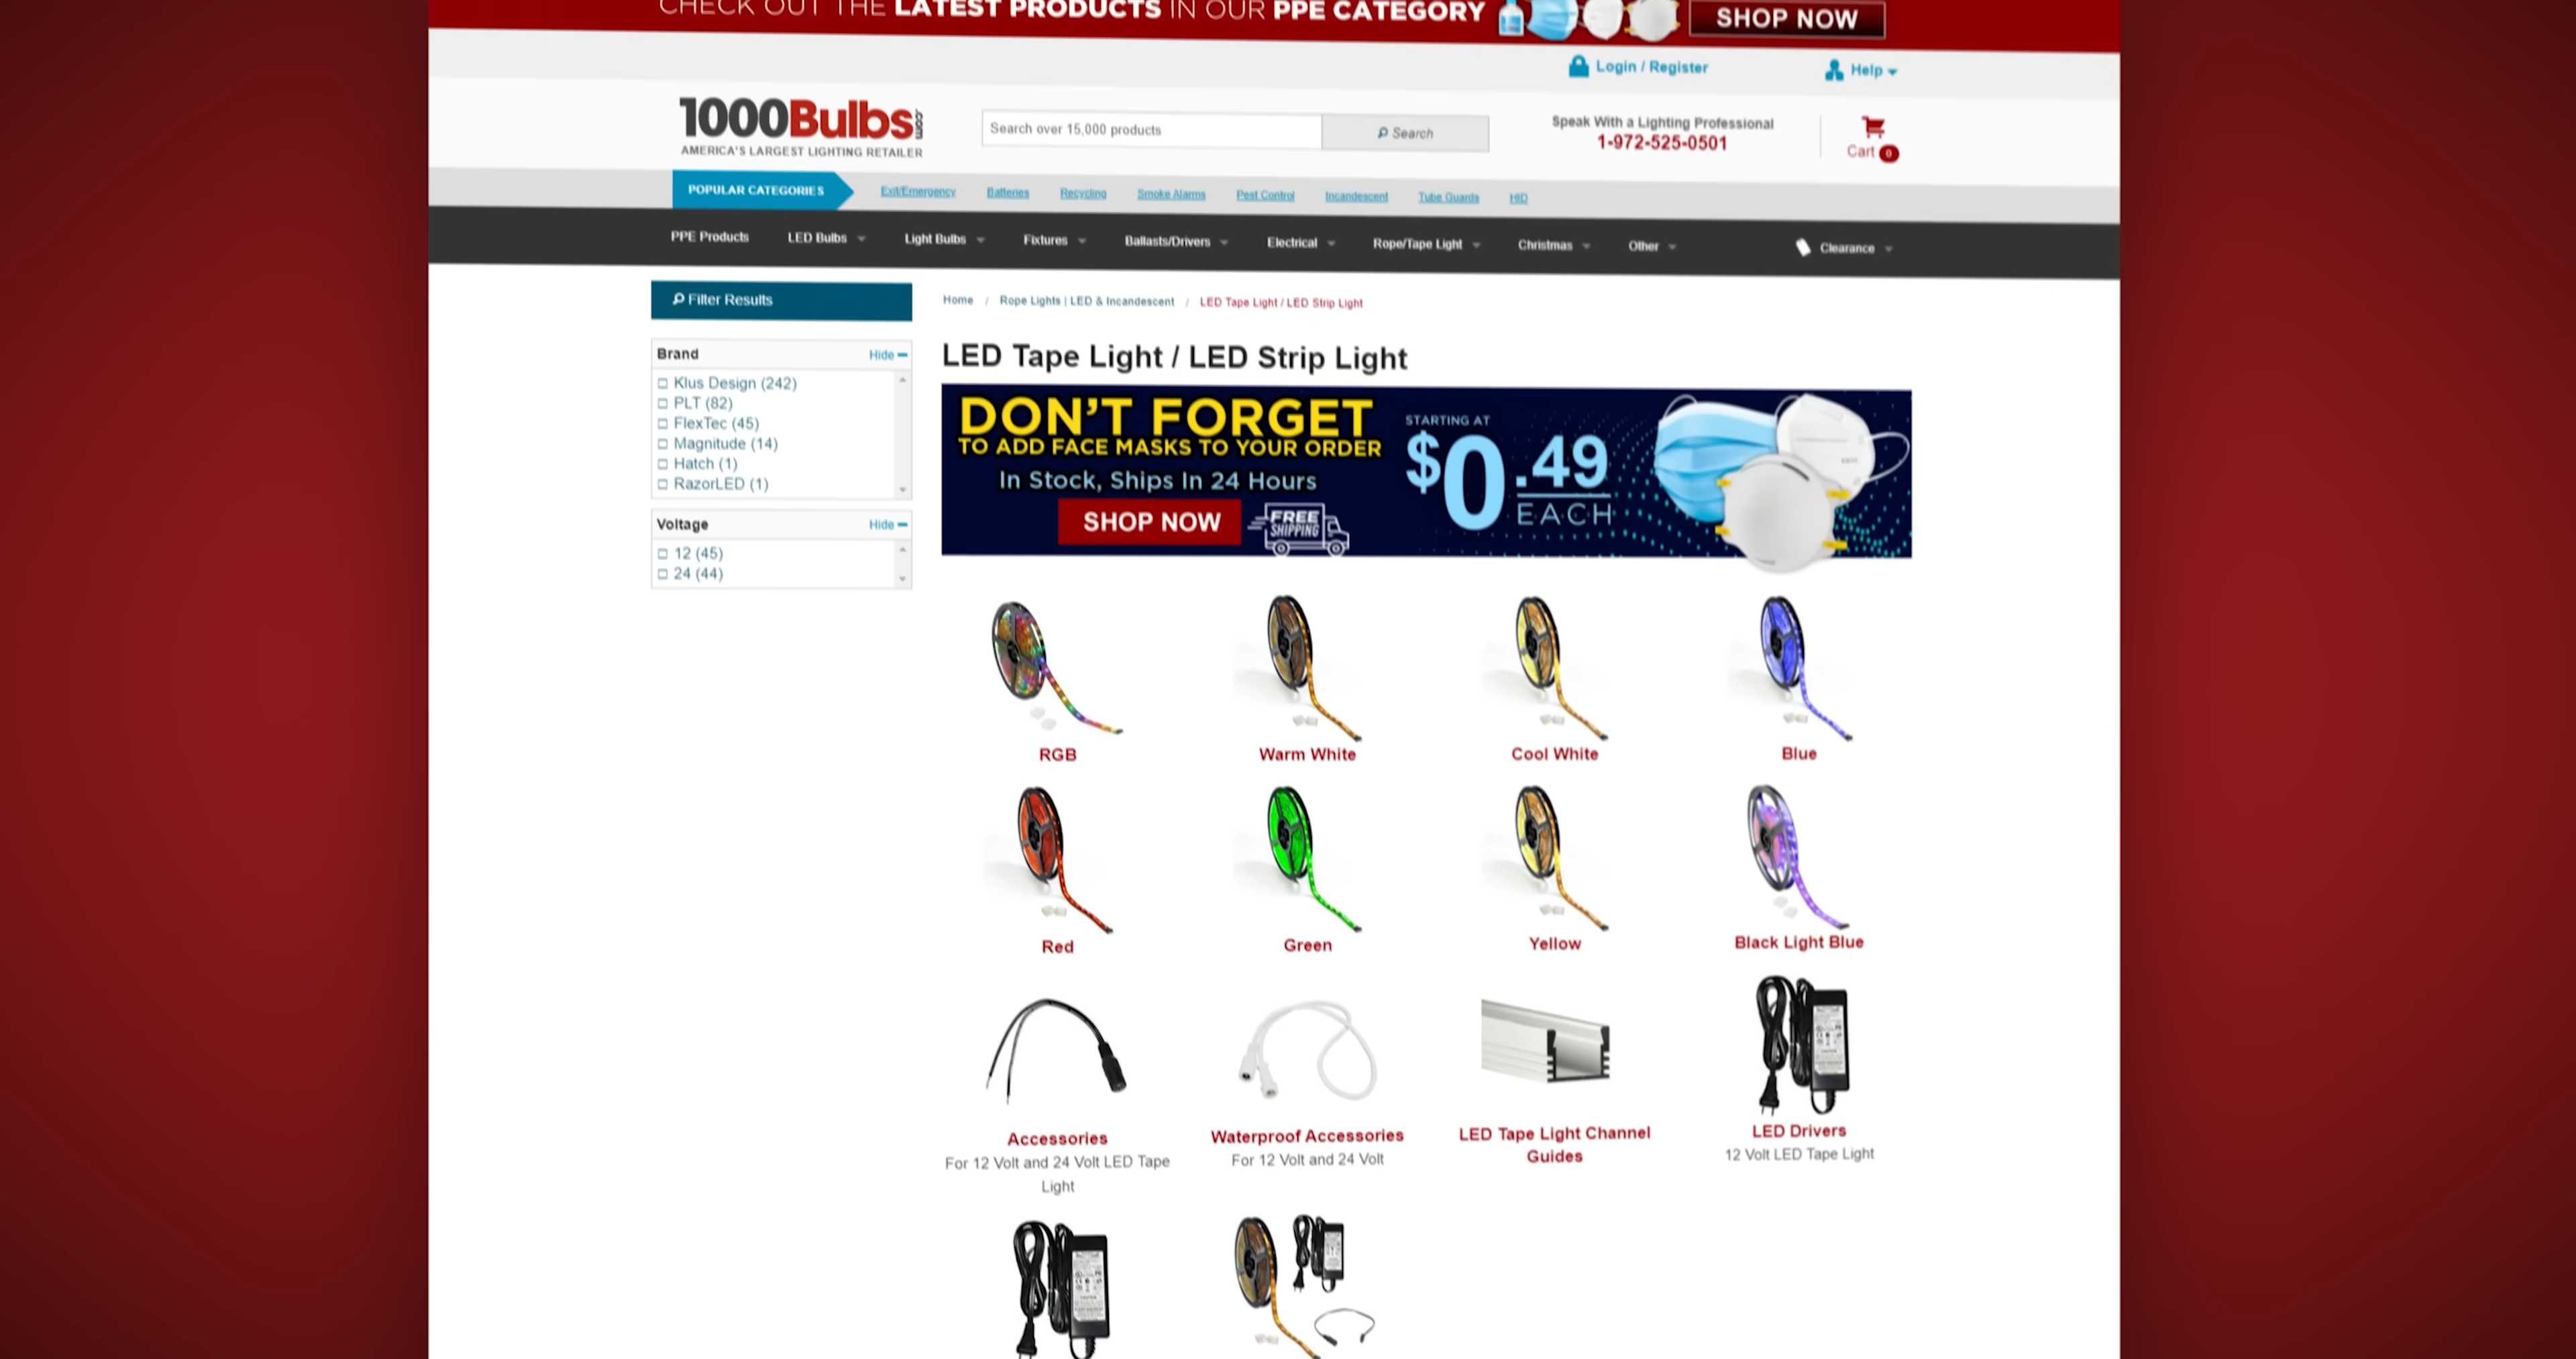 CHECK OUT THE LATEST PRODUCTS IN OUR PPE CATEGORY
SHOP NOW
Login / Register
Help
1000Bulbs.com
AMERICA'S LARGEST LIGHTING RETAILER
Search over 15,000 products
Search
Speak With a Lighting Professional
1-972-525-0501
Cart 0
POPULAR CATEGORIES
Exit/Emergency
Batteries
Recycling
Smoke Alarms
Pest Control
Incandescent
Tube Guards
HID
PPE Products
LED Bulbs
Light Bulbs
Fixtures
Ballasts/Drivers
Electrical
Rope/Tape Light
Christmas
Other
Clearance
Filter Results
Brand
Hide
Klus Design (242)
PLT (82)
FlexTec (45)
Magnitude (14)
Hatch (1)
RazorLED (1)
Voltage
Hide
12 (45)
24 (44)
Home / Rope Lights | LED & Incandescent / LED Tape Light / LED Strip Light
LED Tape Light / LED Strip Light
DON'T FORGET
TO ADD FACE MASKS TO YOUR ORDER
In Stock, Ships In 24 Hours
SHOP NOW
FREE
SHIPPING
STARTING AT
$0.49
EACH
RGB
Warm White
Cool White
Blue
Red
Green
Yellow
Black Light Blue
Accessories
For 12 Volt and 24 Volt LED Tape
Light
Waterproof Accessories
For 12 Volt and 24 Volt
LED Tape Light Channel
Guides
LED Drivers
12 Volt LED Tape Light